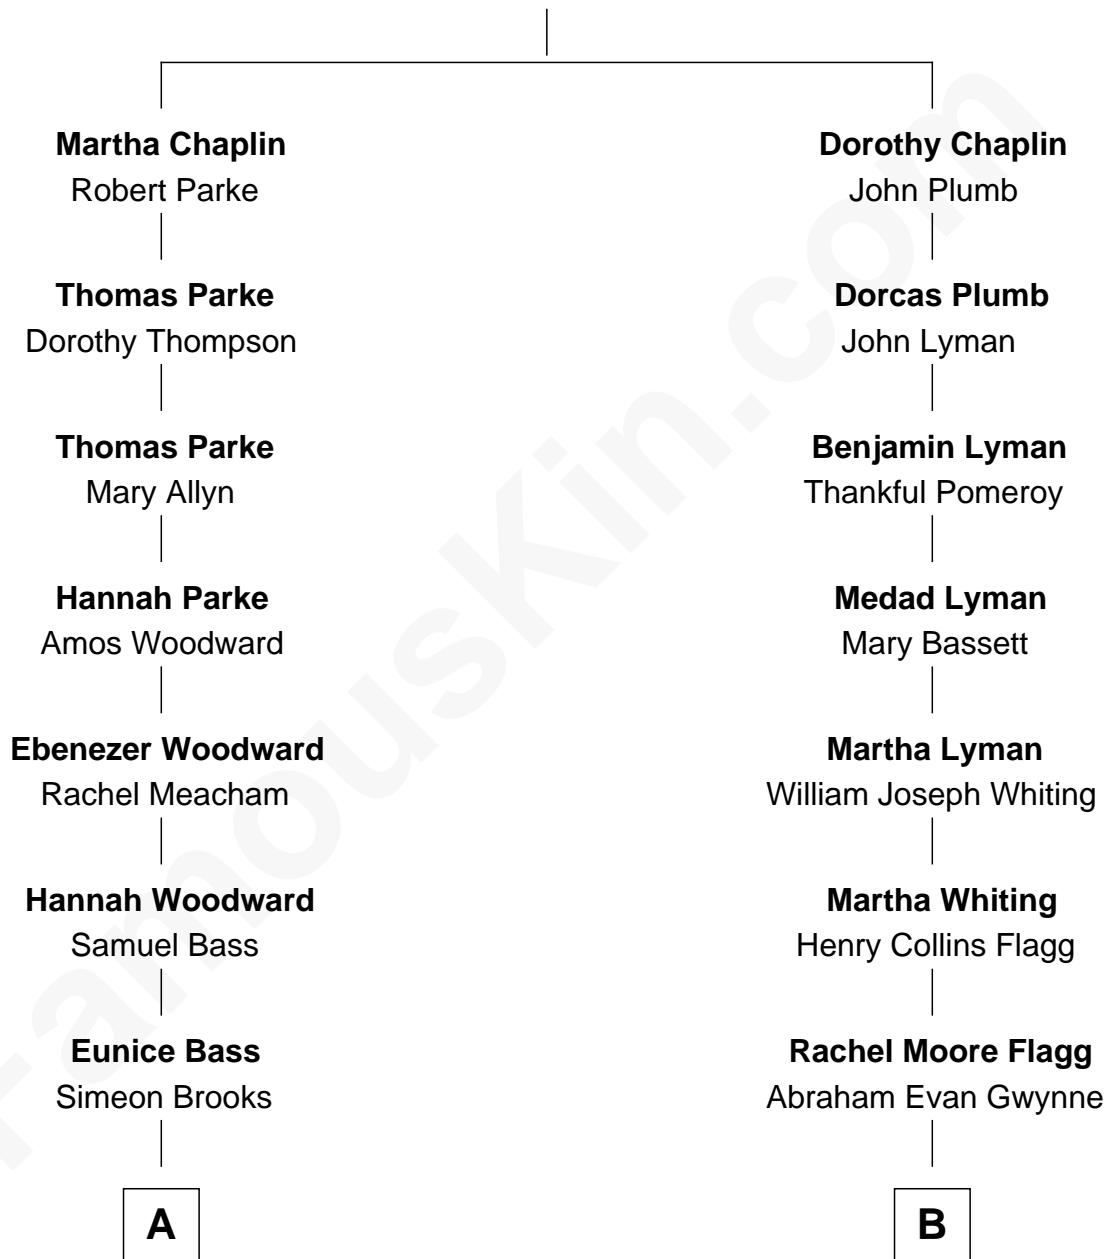 Martha Chaplin
Robert Parke
Dorothy Chaplin
John Plumb
Thomas Parke
Dorothy Thompson
Dorcas Plumb
John Lyman
Thomas Parke
Mary Allyn
Benjamin Lyman
Thankful Pomeroy
Hannah Parke
Amos Woodward
Medad Lyman
Mary Bassett
Ebenezer Woodward
Rachel Meacham
Martha Lyman
William Joseph Whiting
Hannah Woodward
Samuel Bass
Martha Whiting
Henry Collins Flagg
Eunice Bass
Simeon Brooks
Rachel Moore Flagg
Abraham Evan Gwynne
A
B
FamousKin.com